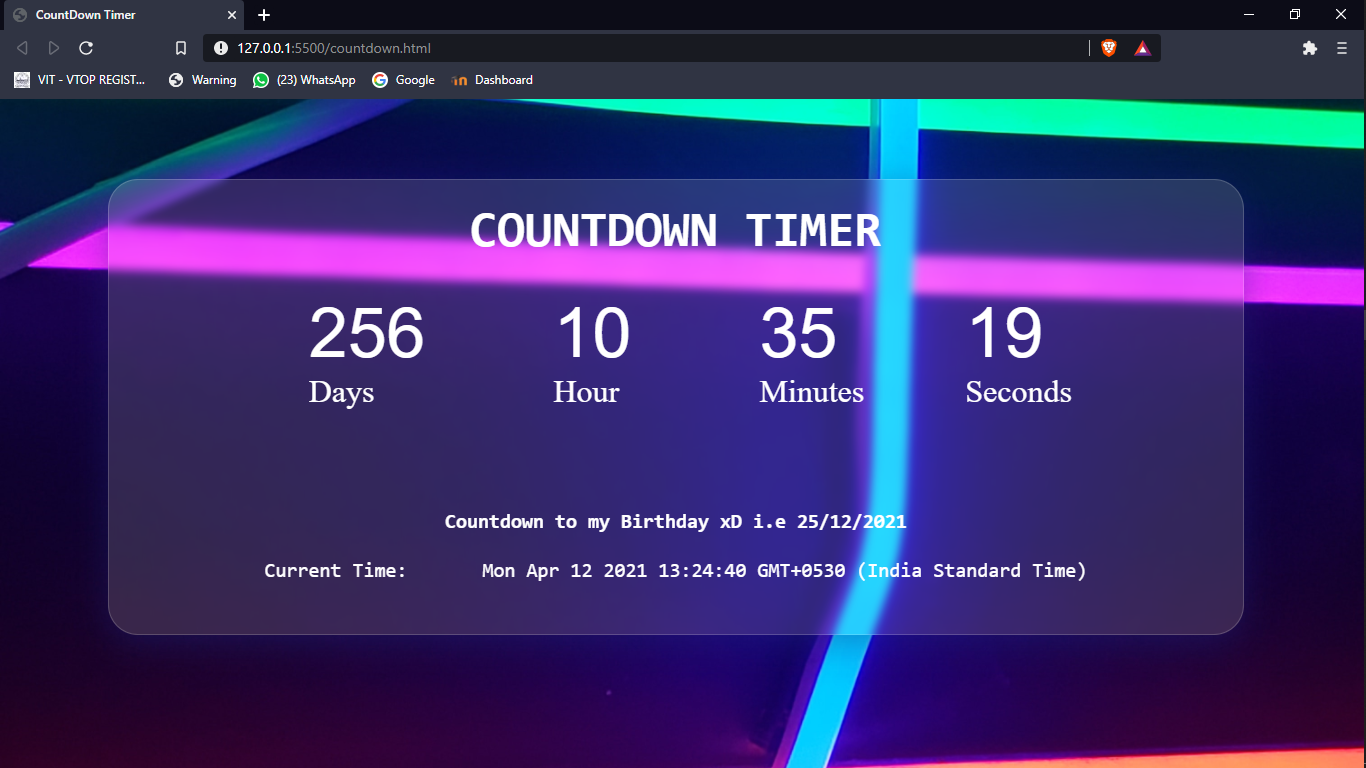 CountDown Timer
127.0.0.1:5500/countdown.html
VIT - VTOP REGIST... Warning (23) WhatsApp Google Dashboard
COUNTDOWN TIMER
256 10 35 19
Days Hour Minutes Seconds
Countdown to my Birthday xD i.e 25/12/2021
Current Time: Mon Apr 12 2021 13:24:40 GMT+0530 (India Standard Time)